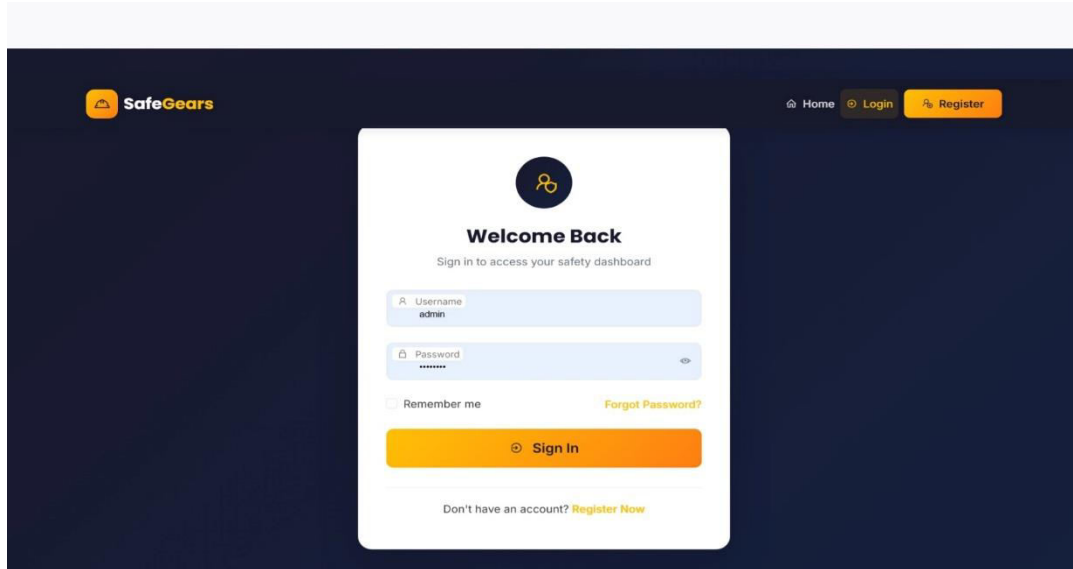 SafeGears
Home Login Register
Welcome Back
Sign in to access your safety dashboard
Username
admin
Password
••••••••
Remember me Forgot Password?
Sign In
Don't have an account? Register Now